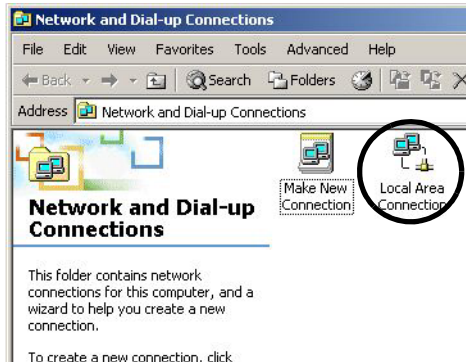 Network and Dial-up Connections
File Edit View Favorites Tools Advanced Help
Back Search Folders
Address Network and Dial-up Connections
Make New Connection
Local Area Connection
Network and Dial-up
Connections
This folder contains network
connections for this computer, and a
wizard to help you create a new
connection.
To create a new connection, click